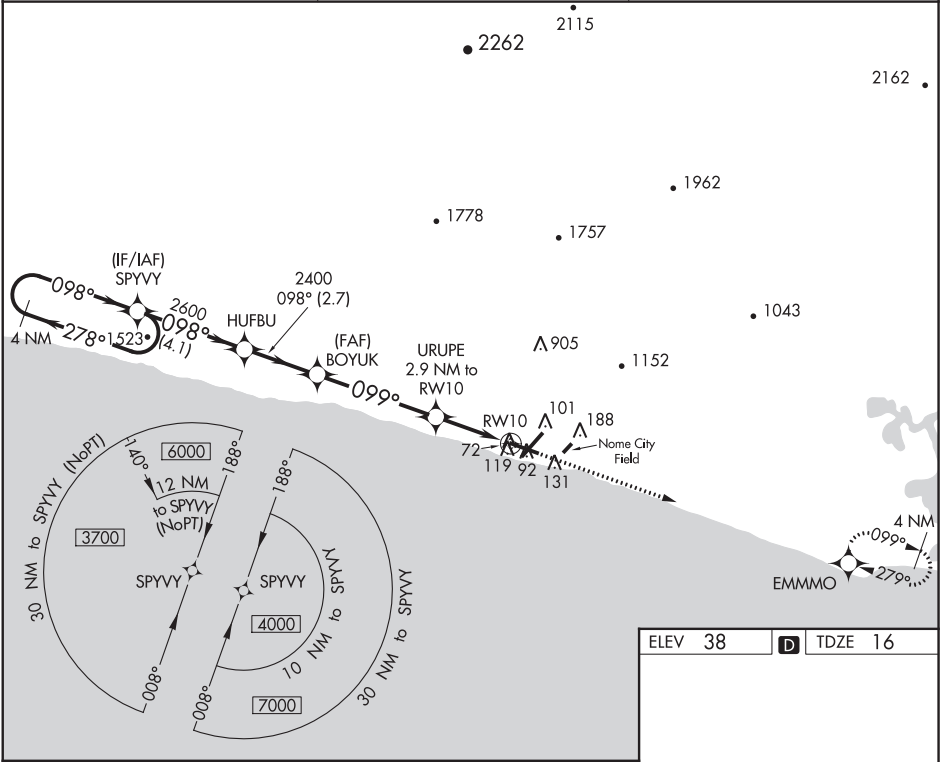 2115
2262
2162
1962
1778
1757
(IF/IAF)
SPYVY
098°
2600
098°
(4.1)
2400
098° (2.7)
HUFBU
1043
4 NM
278°
1523
(FAF)
BOYUK
905
1152
099°
URUPE
2.9 NM to
RW10
RW10
101
188
72
119
92
131
Nome City
Field
30 NM to SPYVY (NoPT)
140°
6000
188°
12 NM
to SPYVY
(NoPT)
3700
SPYVY
008°
188°
SPYVY
4000
10 NM to SPYVY
30 NM to SPYVY
7000
008°
4 NM
099°
279°
EMMMO
ELEV 38 D TDZE 16